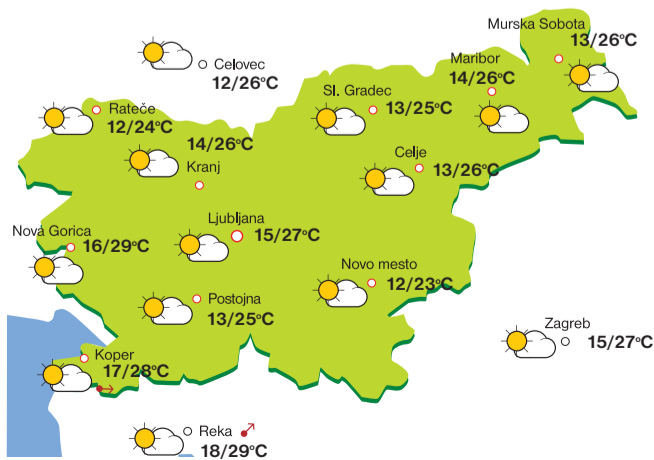 Murska Sobota
13/26°C
Celovec
12/26°C
Maribor
14/26°C
Sl. Gradec
13/25°C
Rateče
12/24°C
14/26°C
Kranj
Celje
13/26°C
Ljubljana
15/27°C
Nova Gorica
16/29°C
Novo mesto
12/23°C
Postojna
13/25°C
Zagreb
15/27°C
Koper
17/28°C
Reka
18/29°C